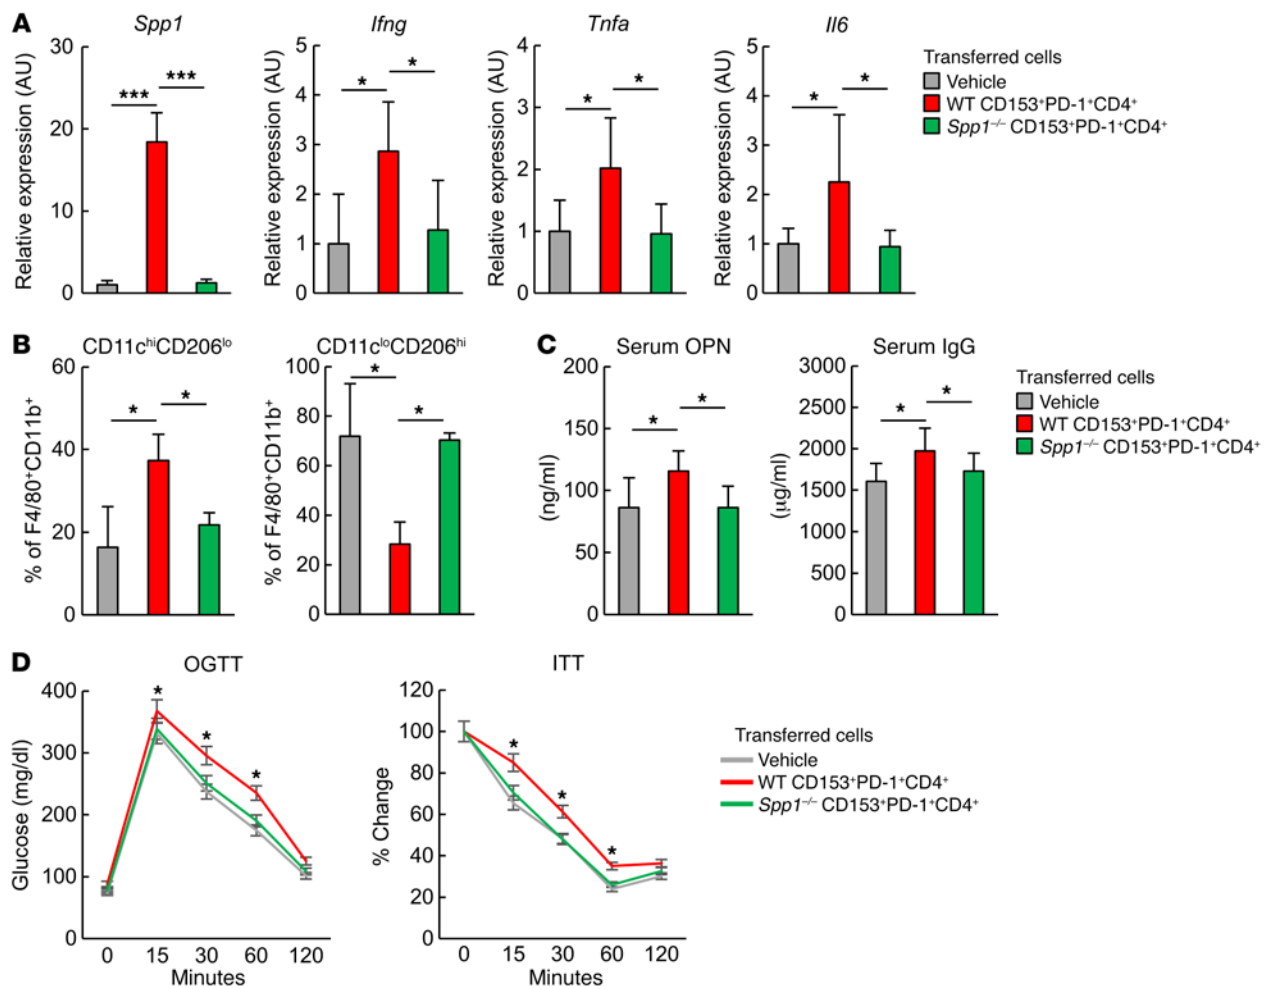 A
Spp1
Relative expression (AU)
30
20
10
0
***
***
Ifng
Relative expression (AU)
5
4
3
2
1
0
*
*
Tnfa
Relative expression (AU)
4
3
2
1
0
*
*
Il6
Relative expression (AU)
5
4
3
2
1
0
*
*
Transferred cells
Vehicle
WT CD153⁺PD-1⁺CD4⁺
Spp1⁻/⁻ CD153⁺PD-1⁺CD4⁺
B
CD11cʰⁱCD206ˡᵒ
% of F4/80⁺CD11b⁺
60
40
20
0
*
*
CD11cˡᵒCD206ʰⁱ
% of F4/80⁺CD11b⁺
100
80
60
40
20
0
*
*
C
Serum OPN
(ng/ml)
200
150
100
50
0
*
*
Serum IgG
(µg/ml)
3000
2500
2000
1500
1000
500
0
*
*
Transferred cells
Vehicle
WT CD153⁺PD-1⁺CD4⁺
Spp1⁻/⁻ CD153⁺PD-1⁺CD4⁺
D
OGTT
Glucose (mg/dl)
400
300
200
100
0
*
*
*
0 15 30 60 120
Minutes
ITT
% Change
120
100
80
60
40
20
0
*
*
*
0 15 30 60 120
Minutes
Transferred cells
Vehicle
WT CD153⁺PD-1⁺CD4⁺
Spp1⁻/⁻ CD153⁺PD-1⁺CD4⁺